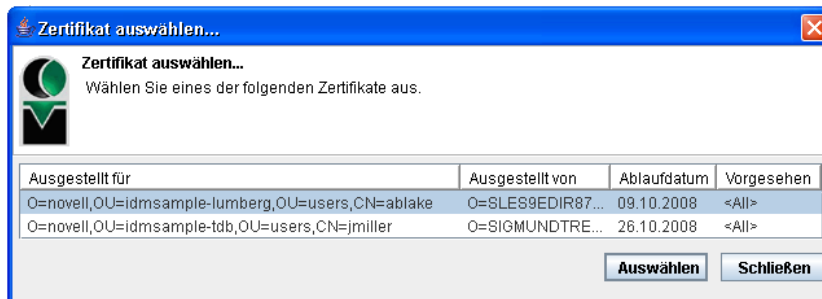 Zertifikat auswählen...
Zertifikat auswählen...
Wählen Sie eines der folgenden Zertifikate aus.
Ausgestellt für Ausgestellt von Ablaufdatum Vorgesehen
O=novell,OU=idmsample-lumberg,OU=users,CN=ablake O=SLES9EDIR87... 09.10.2008 <All>
O=novell,OU=idmsample-tdb,OU=users,CN=jmiller O=SIGMUNDTRE... 26.10.2008 <All>
Auswählen Schließen